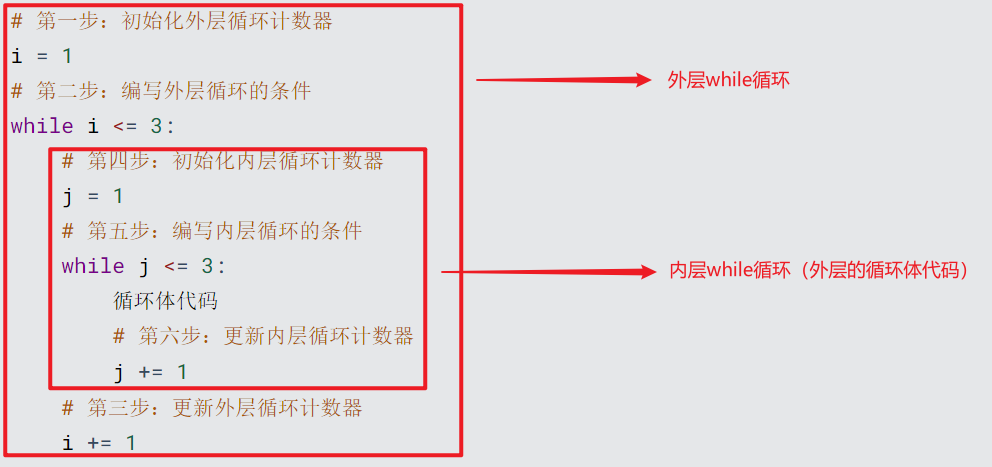 # 第一步：初始化外层循环计数器
i = 1
# 第二步：编写外层循环的条件
while i <= 3:
# 第四步：初始化内层循环计数器
j = 1
# 第五步：编写内层循环的条件
while j <= 3:
循环体代码
# 第六步：更新内层循环计数器
j += 1
# 第三步：更新外层循环计数器
i += 1
外层while循环
内层while循环（外层的循环体代码）